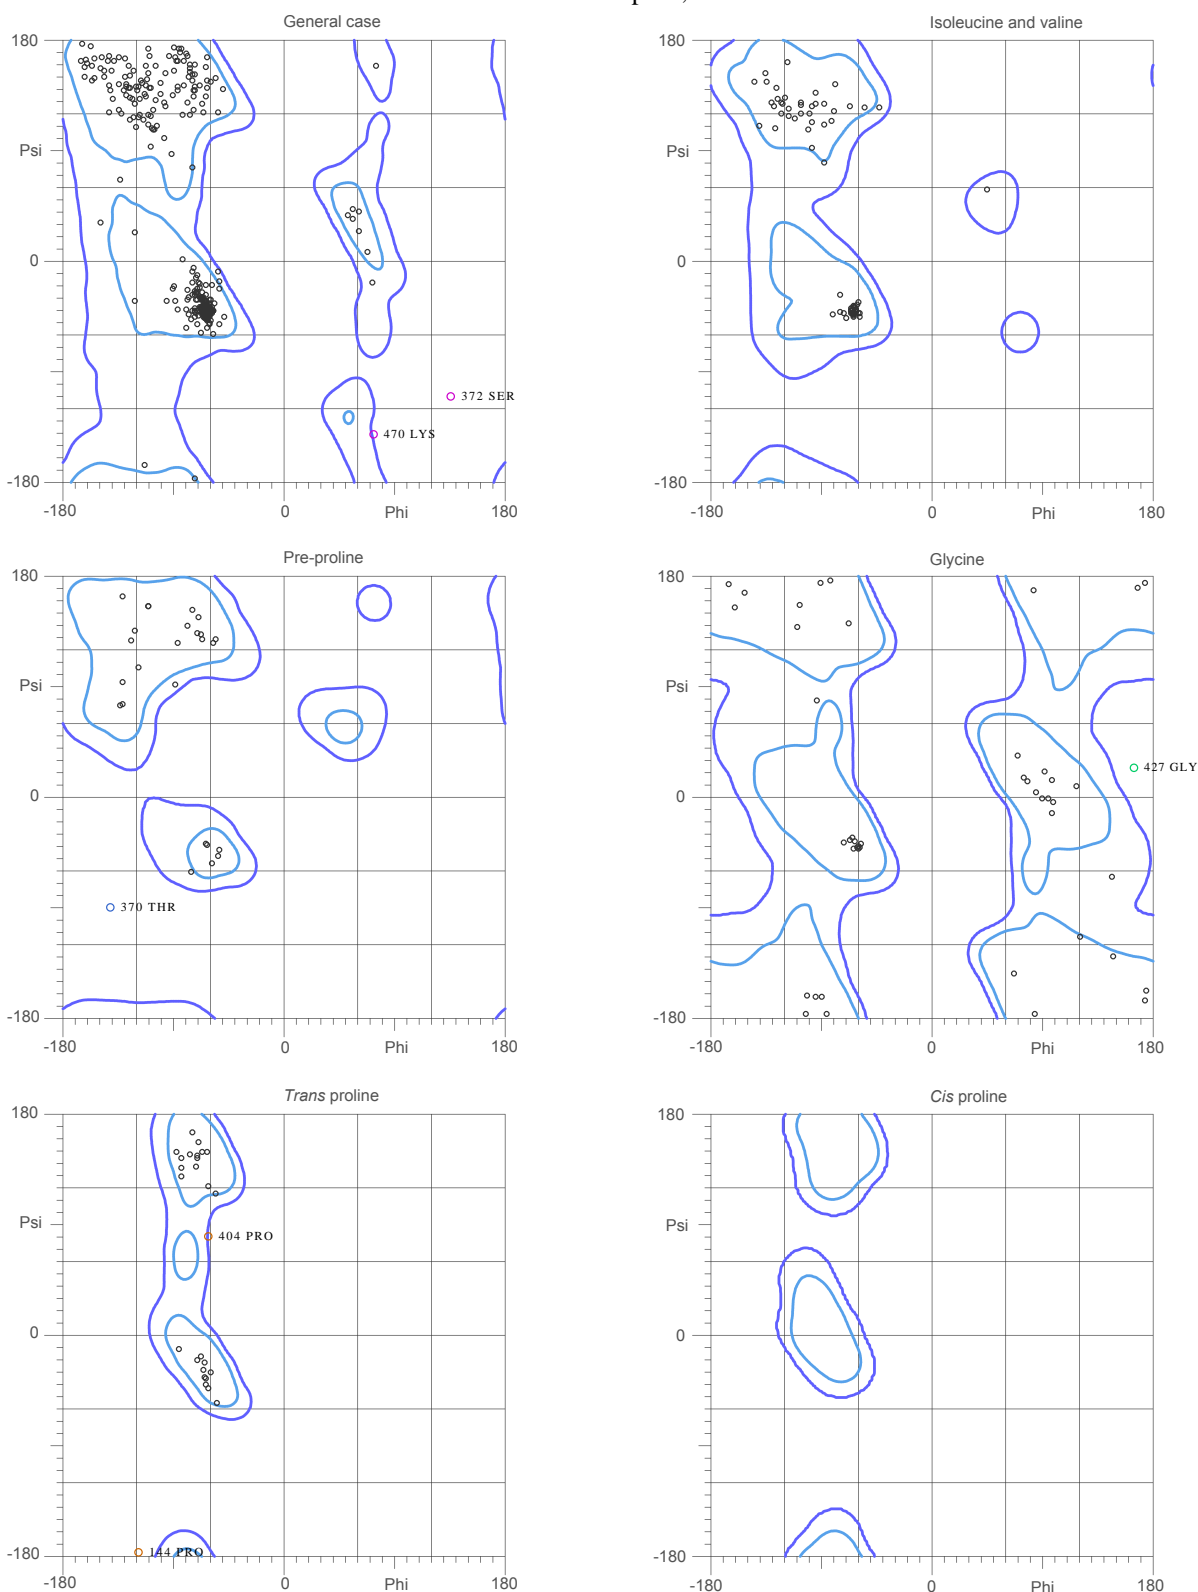 General case
180
Psi
0
-180
372 SER
470 LYS
-180
0
Phi
180
Isoleucine and valine
180
Psi
0
-180
-180
0
Phi
180
Pre-proline
180
Psi
0
-180
370 THR
-180
0
Phi
180
Glycine
180
Psi
0
-180
427 GLY
-180
0
Phi
180
Trans proline
180
Psi
0
-180
404 PRO
144 PRO
-180
0
Phi
180
Cis proline
180
Psi
0
-180
-180
0
Phi
180